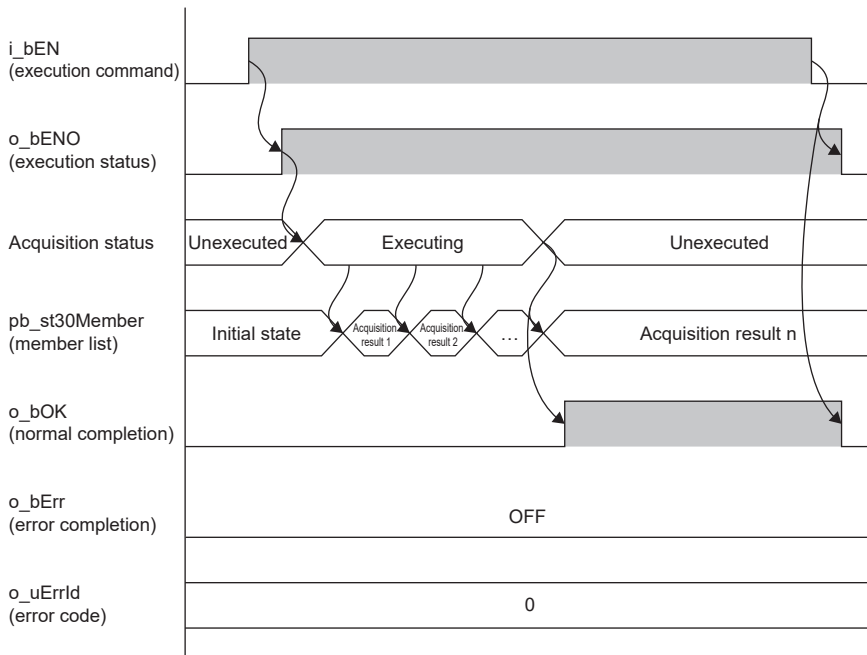 i_bEN
(execution command)
o_bENO
(execution status)
Acquisition status
Unexecuted
Executing
Unexecuted
pb_st30Member
(member list)
Initial state
Acquisition
result 1
Acquisition
result 2
...
Acquisition result n
o_bOK
(normal completion)
o_bErr
(error completion)
OFF
o_uErrId
(error code)
0